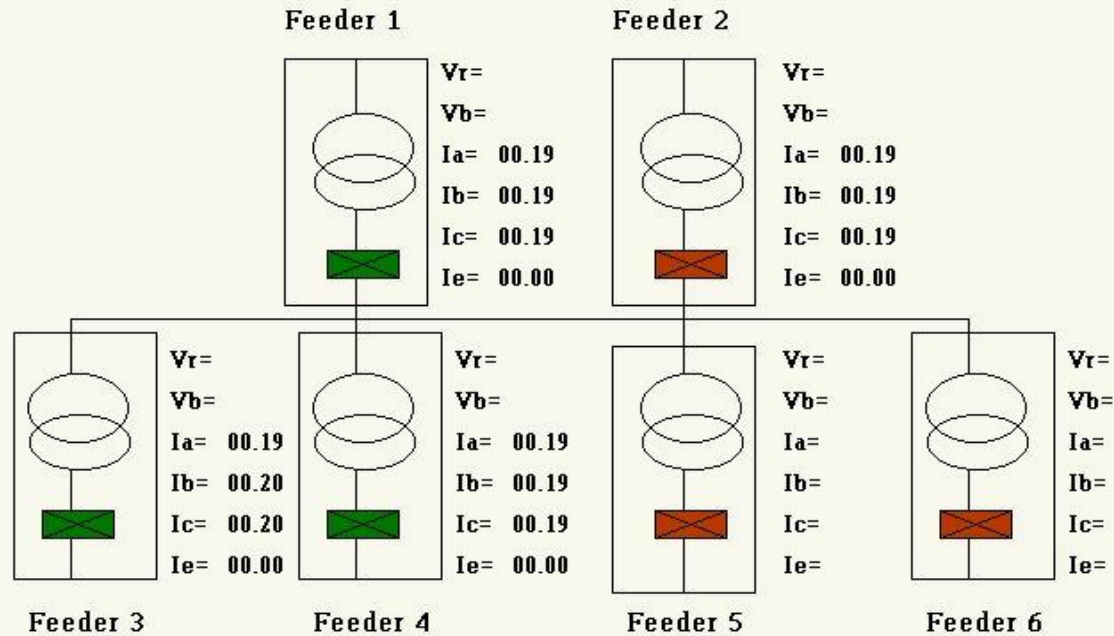 Feeder 1
Feeder 2
Vr=
Vb=
Ia= 00.19
Ib= 00.19
Ic= 00.19
Ie= 00.00
Vr=
Vb=
Ia= 00.19
Ib= 00.19
Ic= 00.19
Ie= 00.00
Vr=
Vb=
Ia= 00.19
Ib= 00.20
Ic= 00.20
Ie= 00.00
Vr=
Vb=
Ia= 00.19
Ib= 00.19
Ic= 00.19
Ie= 00.00
Vr=
Vb=
Ia=
Ib=
Ic=
Ie=
Vr=
Vb=
Ia=
Ib=
Ic=
Ie=
Feeder 3
Feeder 4
Feeder 5
Feeder 6